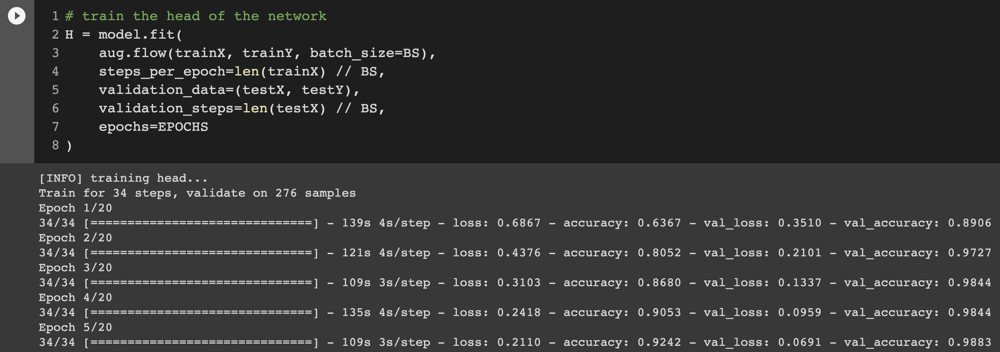 1 # train the head of the network
2 H = model.fit(
3     aug.flow(trainX, trainY, batch_size=BS),
4     steps_per_epoch=len(trainX) // BS,
5     validation_data=(testX, testY),
6     validation_steps=len(testX) // BS,
7     epochs=EPOCHS
8 )
[INFO] training head...
Train for 34 steps, validate on 276 samples
Epoch 1/20
34/34 [==============================] - 139s 4s/step - loss: 0.6867 - accuracy: 0.6367 - val_loss: 0.3510 - val_accuracy: 0.8906
Epoch 2/20
34/34 [==============================] - 121s 4s/step - loss: 0.4376 - accuracy: 0.8052 - val_loss: 0.2101 - val_accuracy: 0.9727
Epoch 3/20
34/34 [==============================] - 109s 3s/step - loss: 0.3103 - accuracy: 0.8680 - val_loss: 0.1337 - val_accuracy: 0.9844
Epoch 4/20
34/34 [==============================] - 135s 4s/step - loss: 0.2418 - accuracy: 0.9053 - val_loss: 0.0959 - val_accuracy: 0.9844
Epoch 5/20
34/34 [==============================] - 109s 3s/step - loss: 0.2110 - accuracy: 0.9242 - val_loss: 0.0691 - val_accuracy: 0.9883